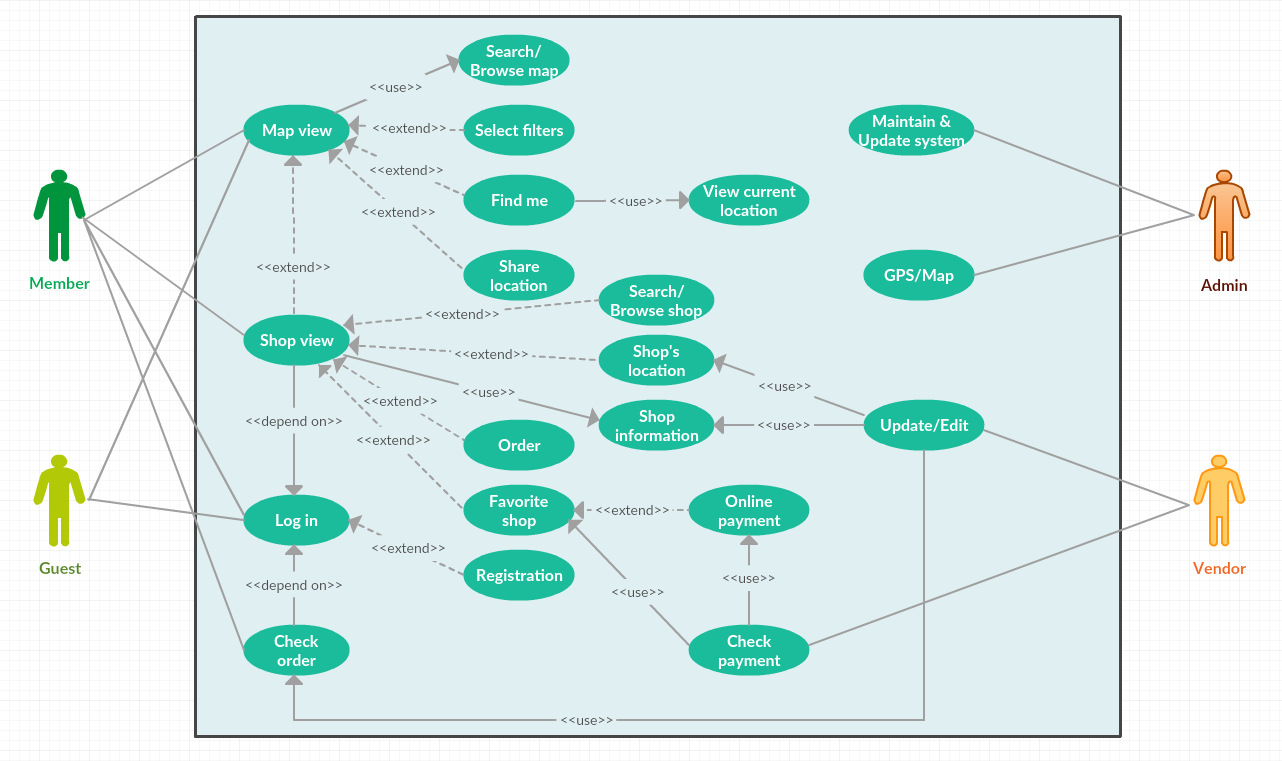 Search/
Browse map
<<use>>
Map view
<<extend>>
Select filters
Maintain &
Update system
<<extend>>
Find me
<<use>>
View current
location
<<extend>>
Share
location
<<extend>>
GPS/Map
Member
Admin
Search/
Browse shop
<<extend>>
Shop view
<<extend>>
Shop's
location
<<use>>
<<use>>
<<extend>>
Shop
information
<<use>>
Update/Edit
<<depend on>>
<<extend>>
Order
Favorite
shop
<<extend>>
Online
payment
Log in
<<extend>>
Registration
Guest
Vendor
<<depend on>>
<<use>>
<<use>>
Check
order
Check
payment
<<use>>